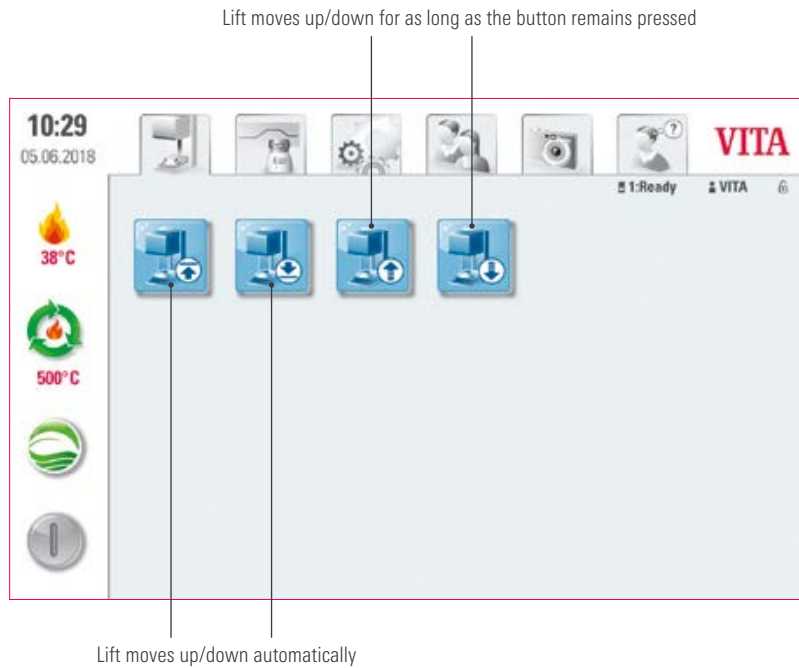 Lift moves up/down for as long as the button remains pressed
10:29
05.06.2018
?
VITA
1:Ready
VITA
38°C
500°C
Lift moves up/down automatically